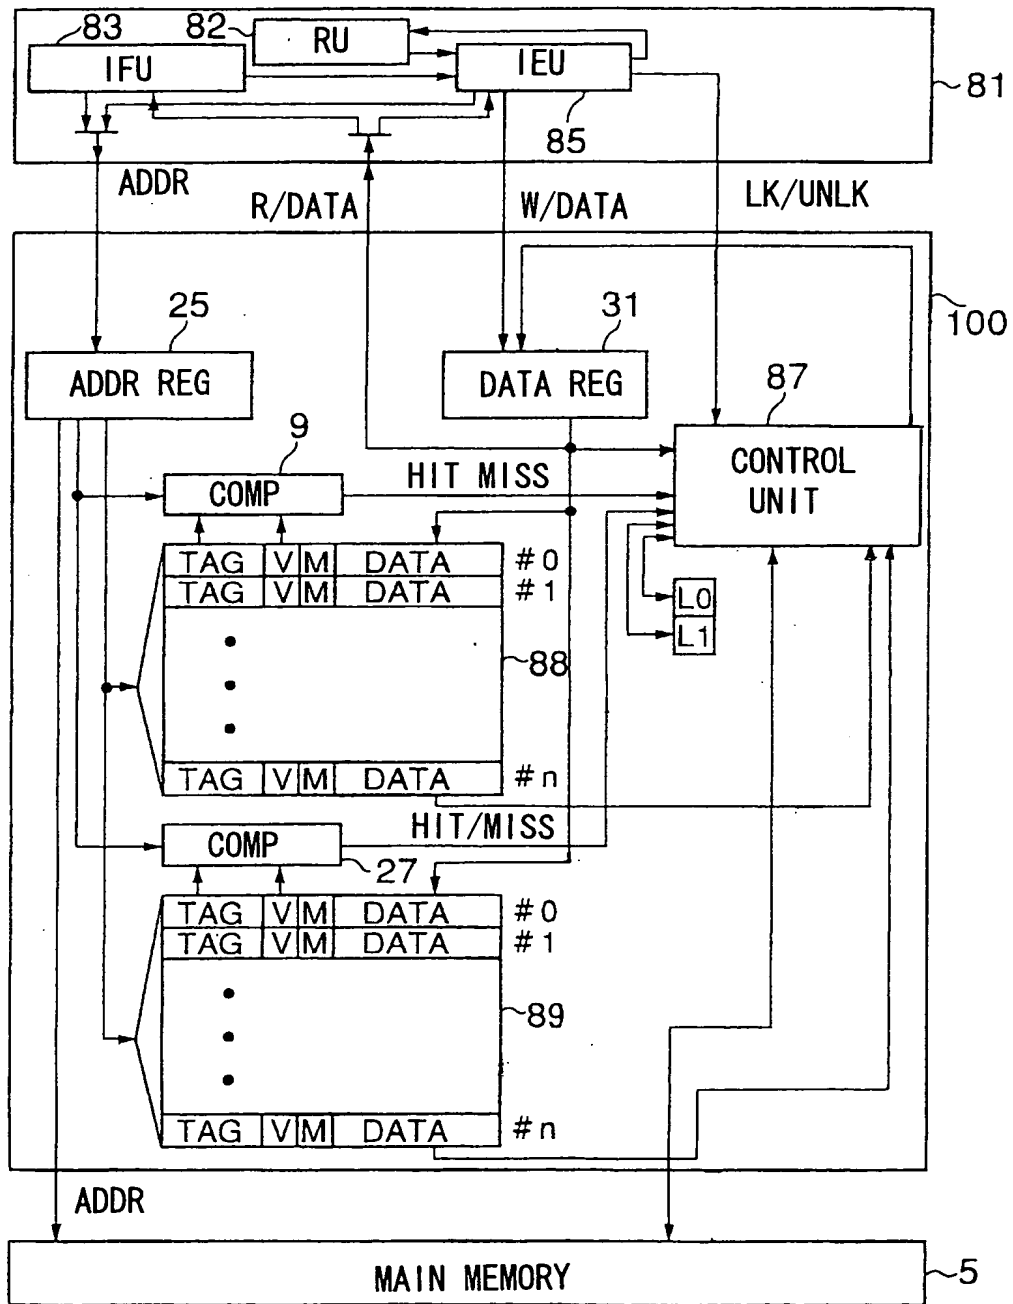 83
82
RU
IFU
IEU
81
85
ADDR
R/DATA
W/DATA
LK/UNLK
100
25
31
ADDR REG
DATA REG
87
9
CONTROL
UNIT
COMP
HIT MISS
TAG V M DATA #0
TAG V M DATA #1
L0
L1
88
TAG V M DATA #n
HIT/MISS
COMP
27
TAG V M DATA #0
TAG V M DATA #1
89
TAG V M DATA #n
ADDR
MAIN MEMORY
5